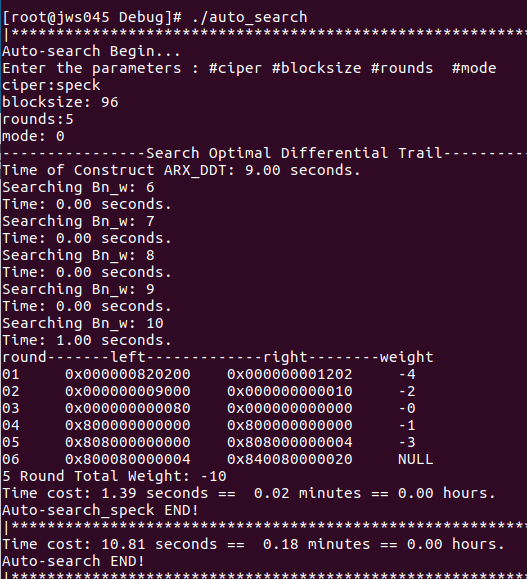 [root@jws045 Debug]# ./auto_search
|***************************************************************
Auto-search Begin...
Enter the parameters : #ciper #blocksize #rounds  #mode
ciper:speck
blocksize: 96
rounds:5
mode: 0
----------------Search Optimal Differential Trail----------
Time of Construct ARX_DDT: 9.00 seconds.
Searching Bn_w: 6
Time: 0.00 seconds.
Searching Bn_w: 7
Time: 0.00 seconds.
Searching Bn_w: 8
Time: 0.00 seconds.
Searching Bn_w: 9
Time: 0.00 seconds.
Searching Bn_w: 10
Time: 1.00 seconds.
round-------left-------------right--------weight
01     0x000000820200    0x000000001202     -4
02     0x000000009000    0x000000000010     -2
03     0x000000000080    0x000000000000     -0
04     0x800000000000    0x800000000000     -1
05     0x808000000000    0x808000000004     -3
06     0x800080000004    0x840080000020     NULL
5 Round Total Weight: -10
Time cost: 1.39 seconds ==  0.02 minutes == 0.00 hours.
Auto-search_speck END!
|***************************************************************
Time cost: 10.81 seconds ==  0.18 minutes == 0.00 hours.
Auto-search END!
|***************************************************************